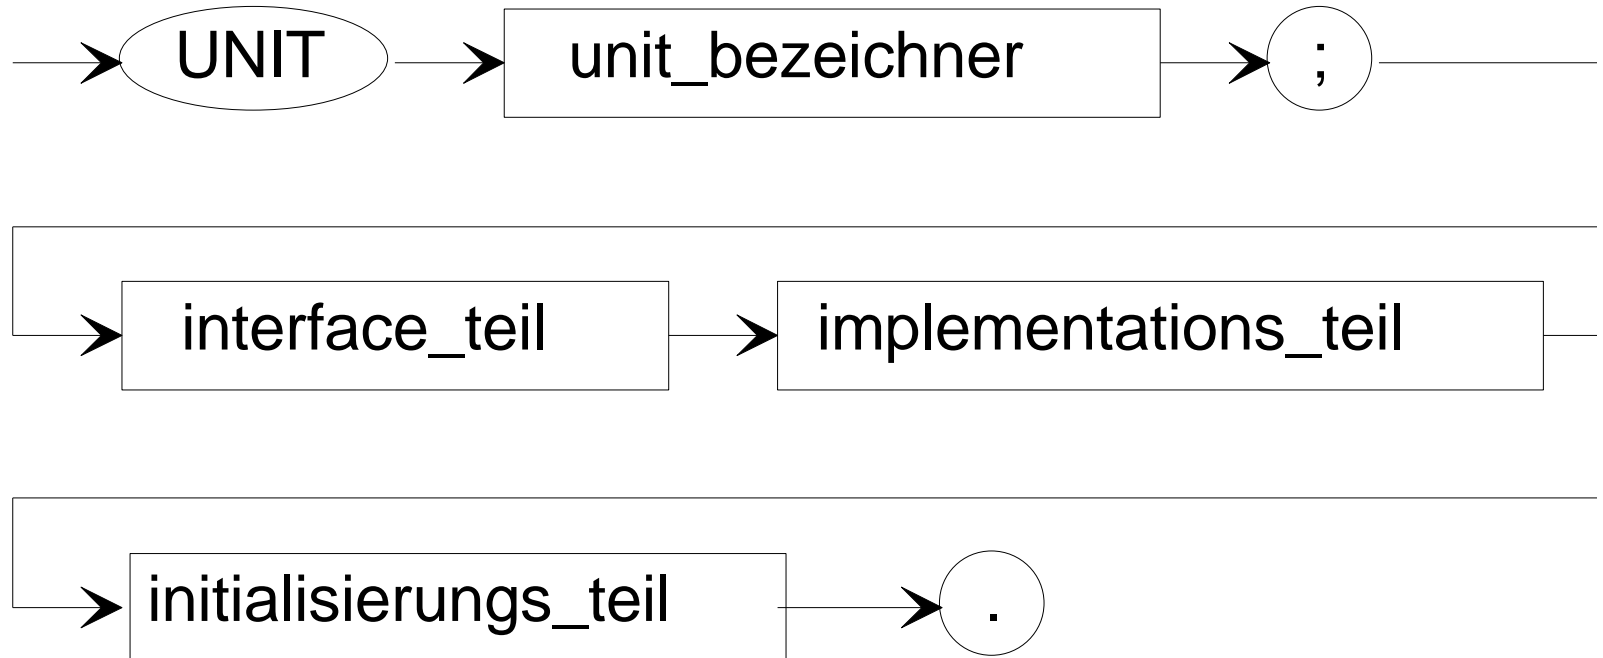 UNIT unit_bezeichner ;
interface_teil implementations_teil
initialisierungs_teil .